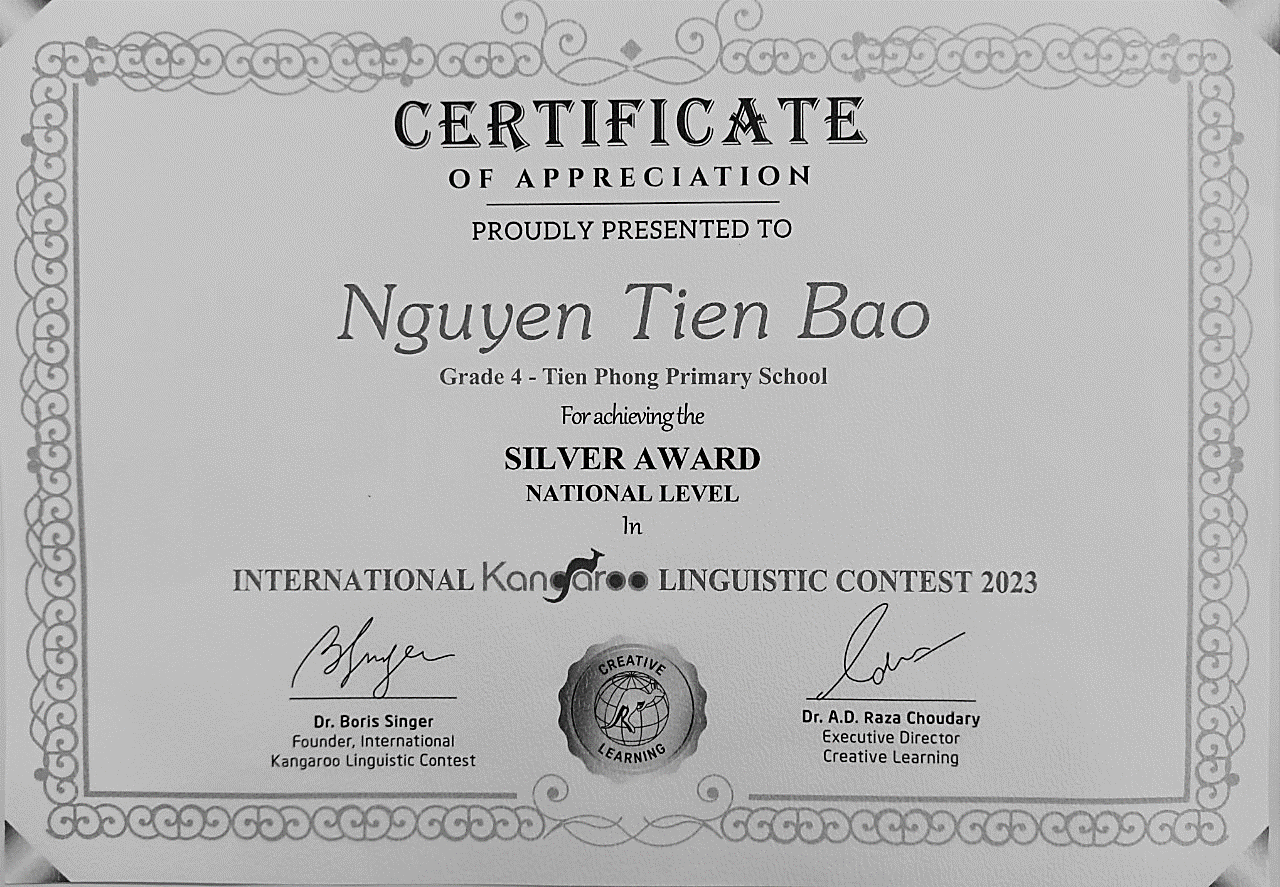 CERTIFICATE
OF APPRECIATION
PROUDLY PRESENTED TO
Nguyen Tien Bao
Grade 4 - Tien Phong Primary School
For achieving the
SILVER AWARD
NATIONAL LEVEL
In
INTERNATIONAL Kangaroo LINGUISTIC CONTEST 2023
BSinger
Dr. Boris Singer
Founder, International
Kangaroo Linguistic Contest
CREATIVE
LEARNING
Dr. A.D. Raza Choudary
Executive Director
Creative Learning